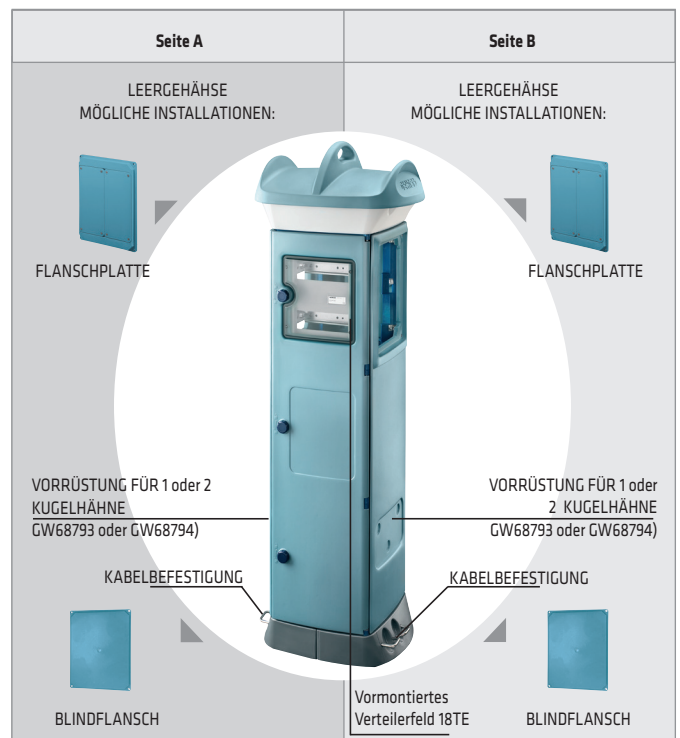 Seite A
Seite B
LEERGEHÄHSE
MÖGLICHE INSTALLATIONEN:
LEERGEHÄHSE
MÖGLICHE INSTALLATIONEN:
FLANSCHPLATTE
FLANSCHPLATTE
VORRÜSTUNG FÜR 1 oder 2
KUGELHÄHNE
GW68793 oder GW68794)
VORRÜSTUNG FÜR 1 oder
2 KUGELHÄHNE
GW68793 oder GW68794)
KABELBEFESTIGUNG
KABELBEFESTIGUNG
BLINDFLANSCH
Vormontiertes
Verteilerfeld 18TE
BLINDFLANSCH